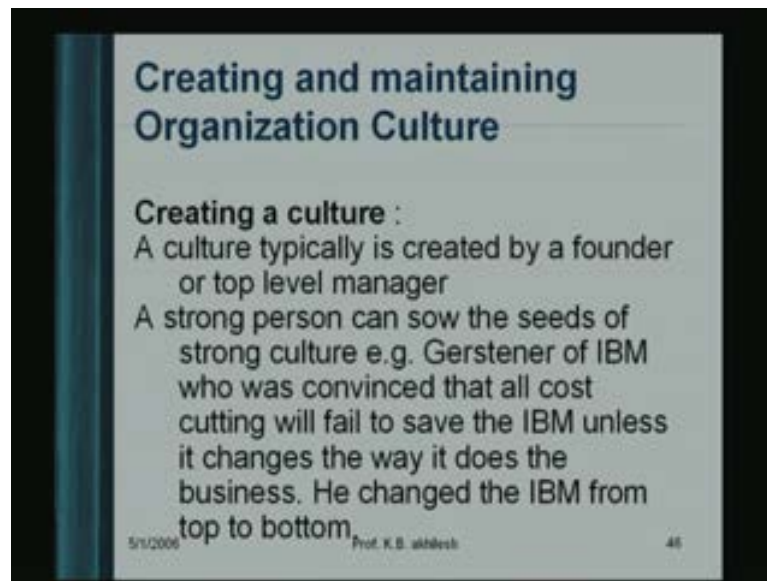 Creating and maintaining
Organization Culture
Creating a culture :
A culture typically is created by a founder
or top level manager
A strong person can sow the seeds of
strong culture e.g. Gerstener of IBM
who was convinced that all cost
cutting will fail to save the IBM unless
it changes the way it does the
business. He changed the IBM from
top to bottom.
5/1/2006 Prof. K.B. akhilesh 46